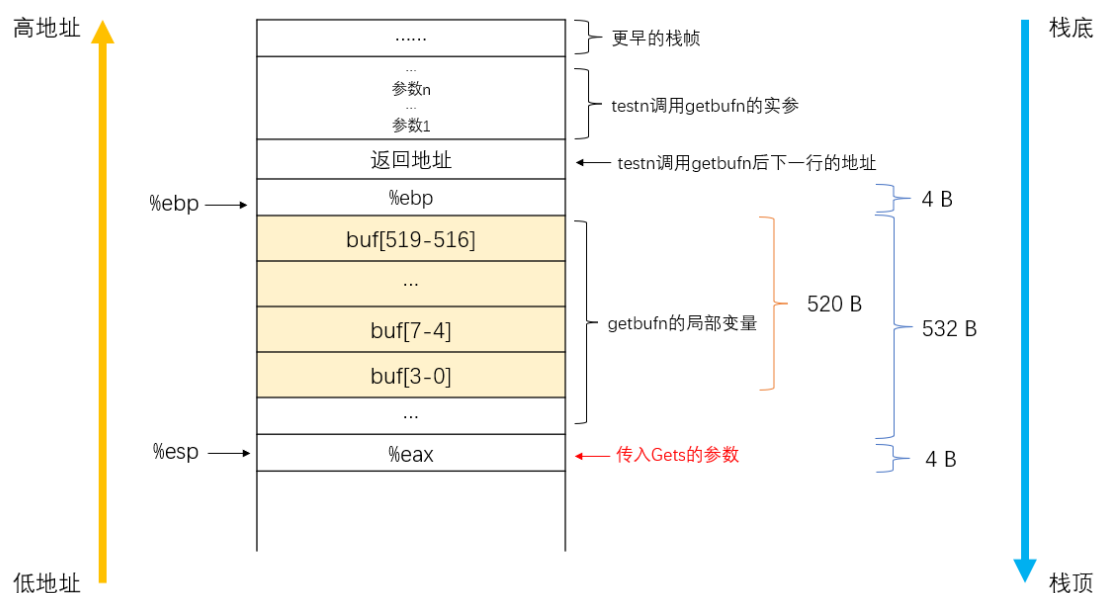 高地址
栈底
......
更早的栈帧
...
参数n
...
参数1
testn调用getbufn的实参
返回地址
testn调用getbufn后下一行的地址
%ebp
%ebp
4 B
buf[519-516]
...
520 B
buf[7-4]
getbufn的局部变量
532 B
buf[3-0]
...
%esp
%eax
传入Gets的参数
4 B
低地址
栈顶